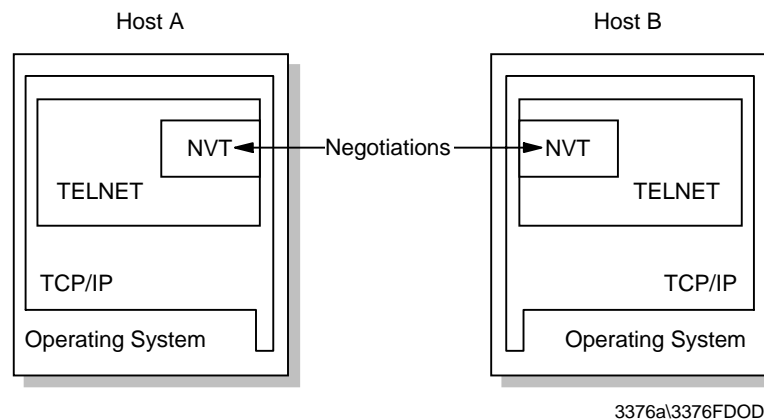 Host A
Host B
NVT
Negotiations
NVT
TELNET
TELNET
TCP/IP
TCP/IP
Operating System
Operating System
3376a\3376FDOD